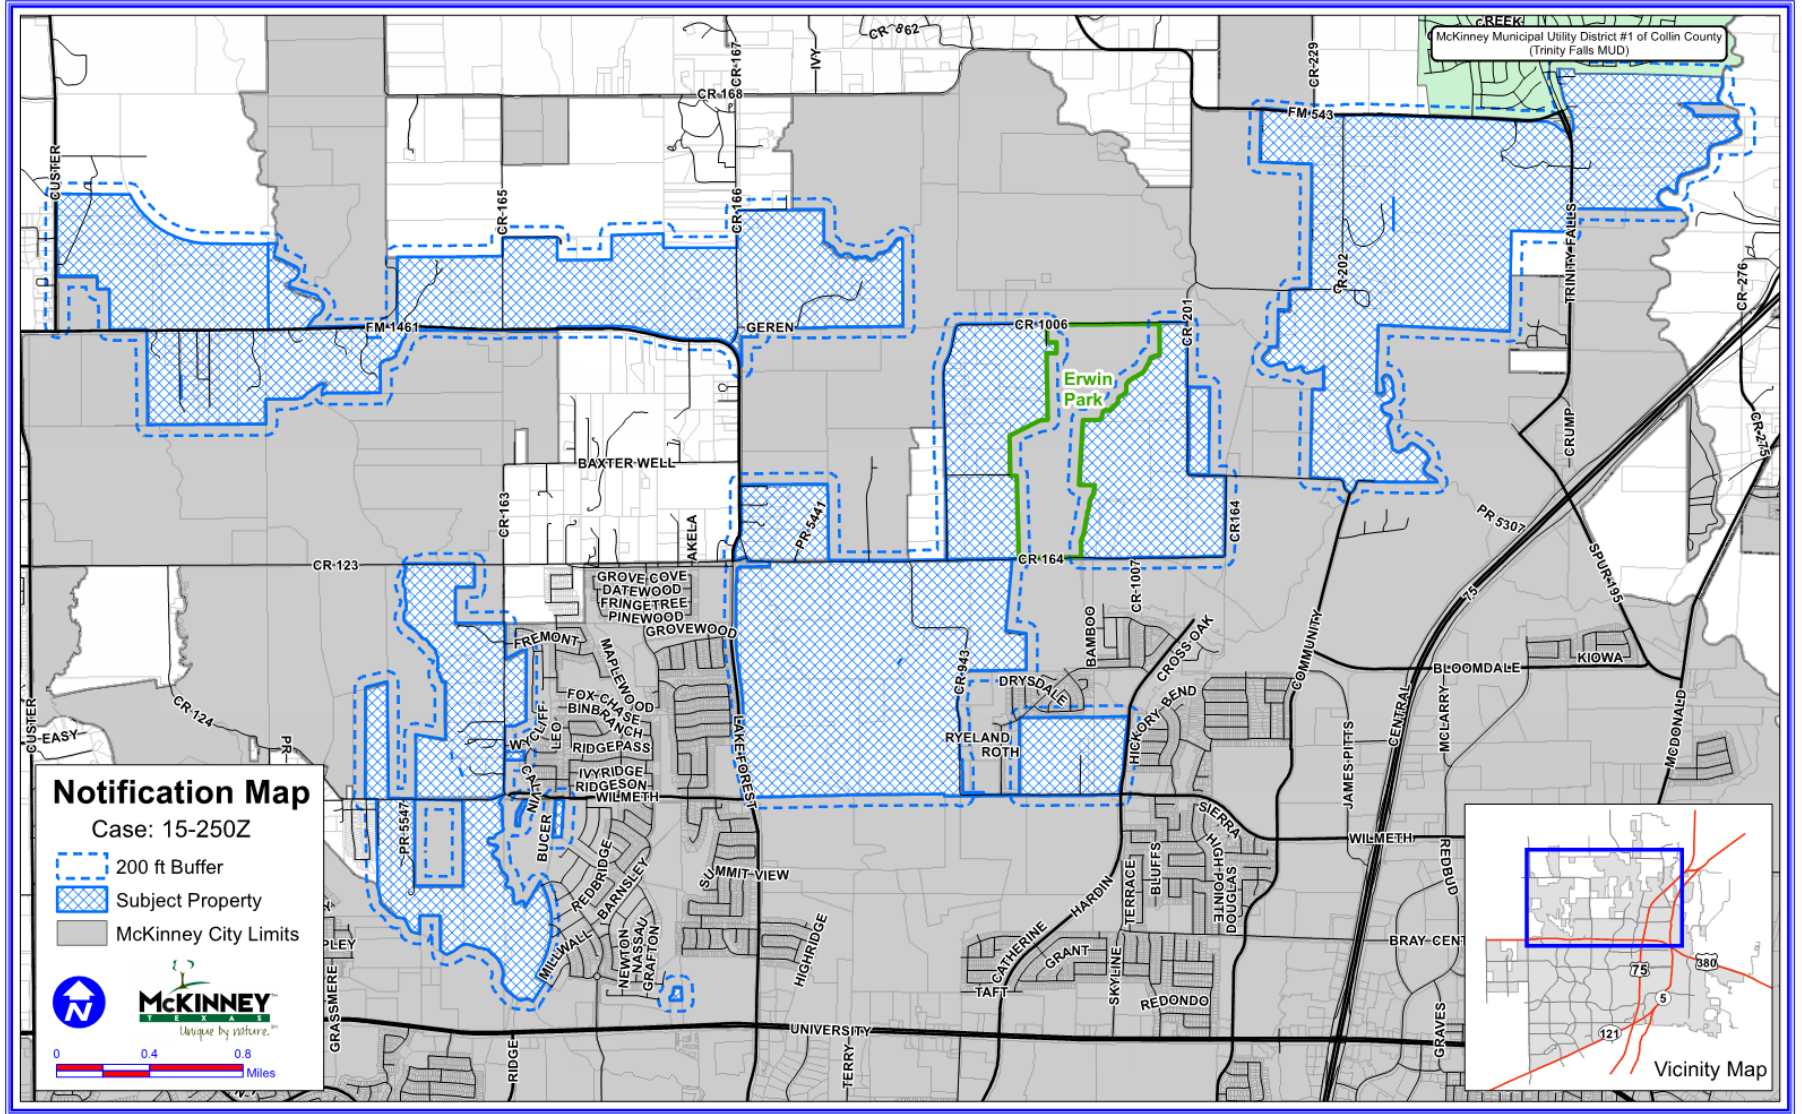 CREEK
McKinney Municipal Utility District #1 of Collin County
(Trinity Falls MUD)
CR 862
CR-167
IVY
CR-229
CR-168
FM 543
CUSTER
CR-165
CR-166
TRINITY FALLS
CR-202
CR-276
CR-201
FM 1461
GEREN
CR 1006
Erwin
Park
CRUMP
CR-275
BAXTER WELL
CR-163
AKELA
PR 5441
CR164
PR 5307
SPUR-195
CR-123
CR-164
CR-1007
75
GROVE COVE
DATEWOOD
FRINGETREE
PINEWOOD
GROVEWOOD
FREMONT
MAPLEWOOD
BAMBOO
CROSS OAK
COMMUNITY
BLOOMDALE
KIOWA
CR-943
DRYSDALE
HICKORY BEND
CR-124
CUSTER
EASY
PR
FOX CHASE
BINBRANCH
WYCLIFF
LEO
RIDGEPASS
LAKE FOREST
RYELAND
ROTH
JAMES PITTS
CENTRAL
MCLARRY
MCDONALD
IVYRIDGE
RIDGESON
WILMETH
CALVIN
SIERRA
WILMETH
PR 5547
BUCER
REDBRIDGE
BARNSLEY
SUMMIT VIEW
HARDIN
TERRACE
BLUFFS
HIGH POINTE
DOUGLAS
REDBUD
PLEY
MILLWALL
NEWTON
NASSAU
GRAFTON
HIGHRIDGE
CATHERINE
GRANT
TAFT
SKYLINE
REDONDO
BRAY CENT
GRASSMERE
UNIVERSITY
RIDGE
TERRY
GRAVES
Notification Map
Case: 15-250Z
200 ft Buffer
Subject Property
McKinney City Limits
N
McKINNEY
TEXAS
Unique by nature.℠
0 0.4 0.8
Miles
75
380
5
121
Vicinity Map